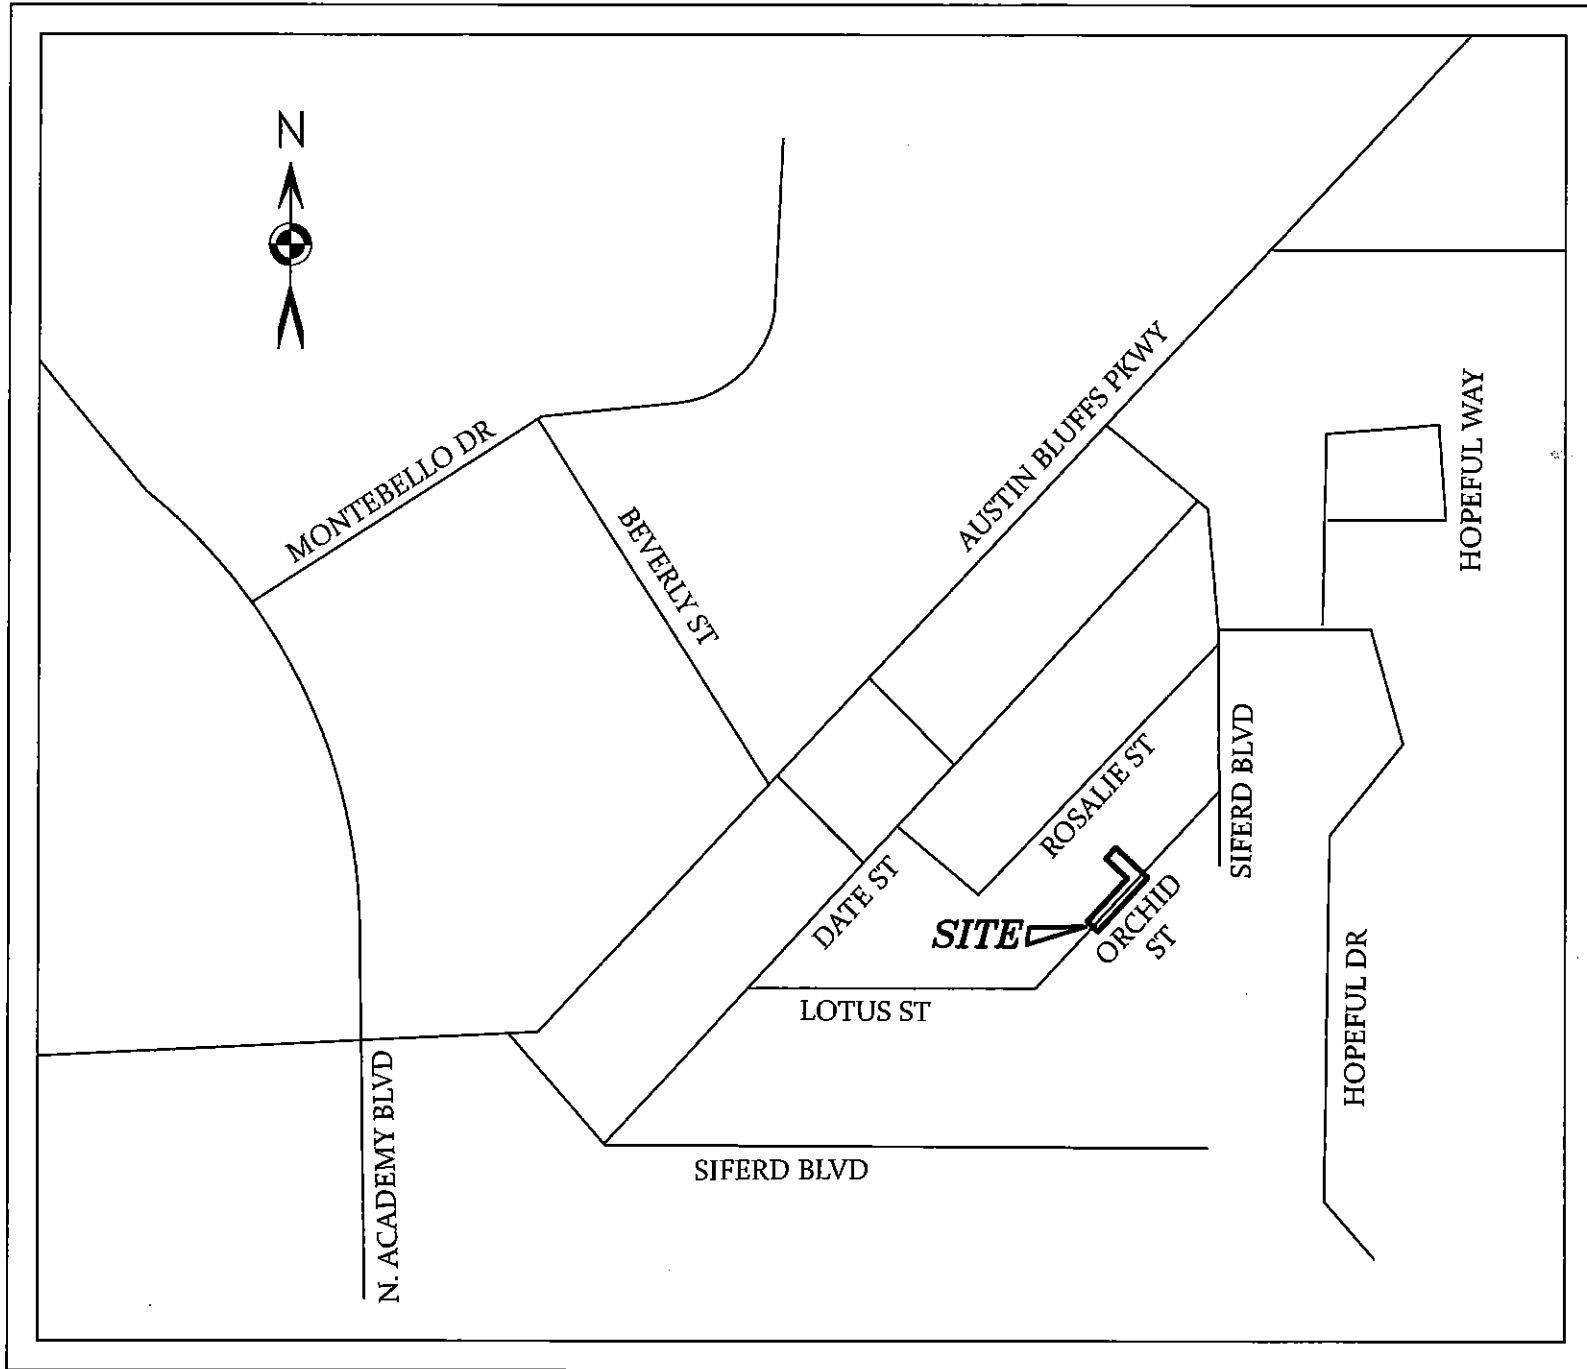 N
MONTEBELLO DR
BEVERLY ST
AUSTIN BLUFFS PKWY
HOPEFUL WAY
ROSALIE ST
SIFERD BLVD
DATE ST
SITE
ORCHID
ST
LOTUS ST
HOPEFUL DR
N. ACADEMY BLVD
SIFERD BLVD